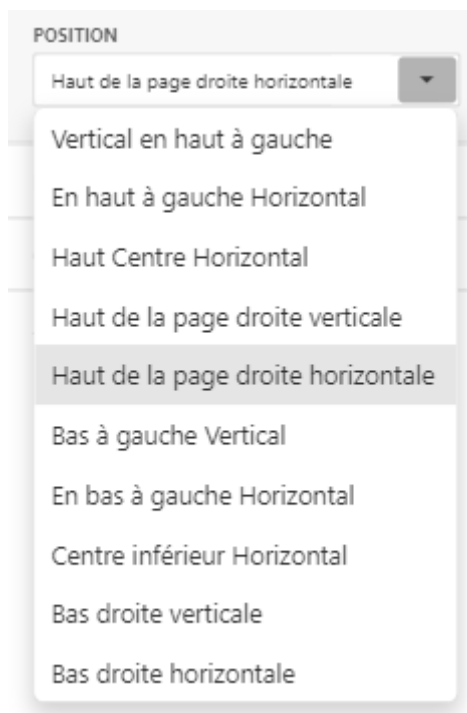 POSITION
Haut de la page droite horizontale
Vertical en haut à gauche
En haut à gauche Horizontal
Haut Centre Horizontal
Haut de la page droite verticale
Haut de la page droite horizontale
Bas à gauche Vertical
En bas à gauche Horizontal
Centre inférieur Horizontal
Bas droite verticale
Bas droite horizontale